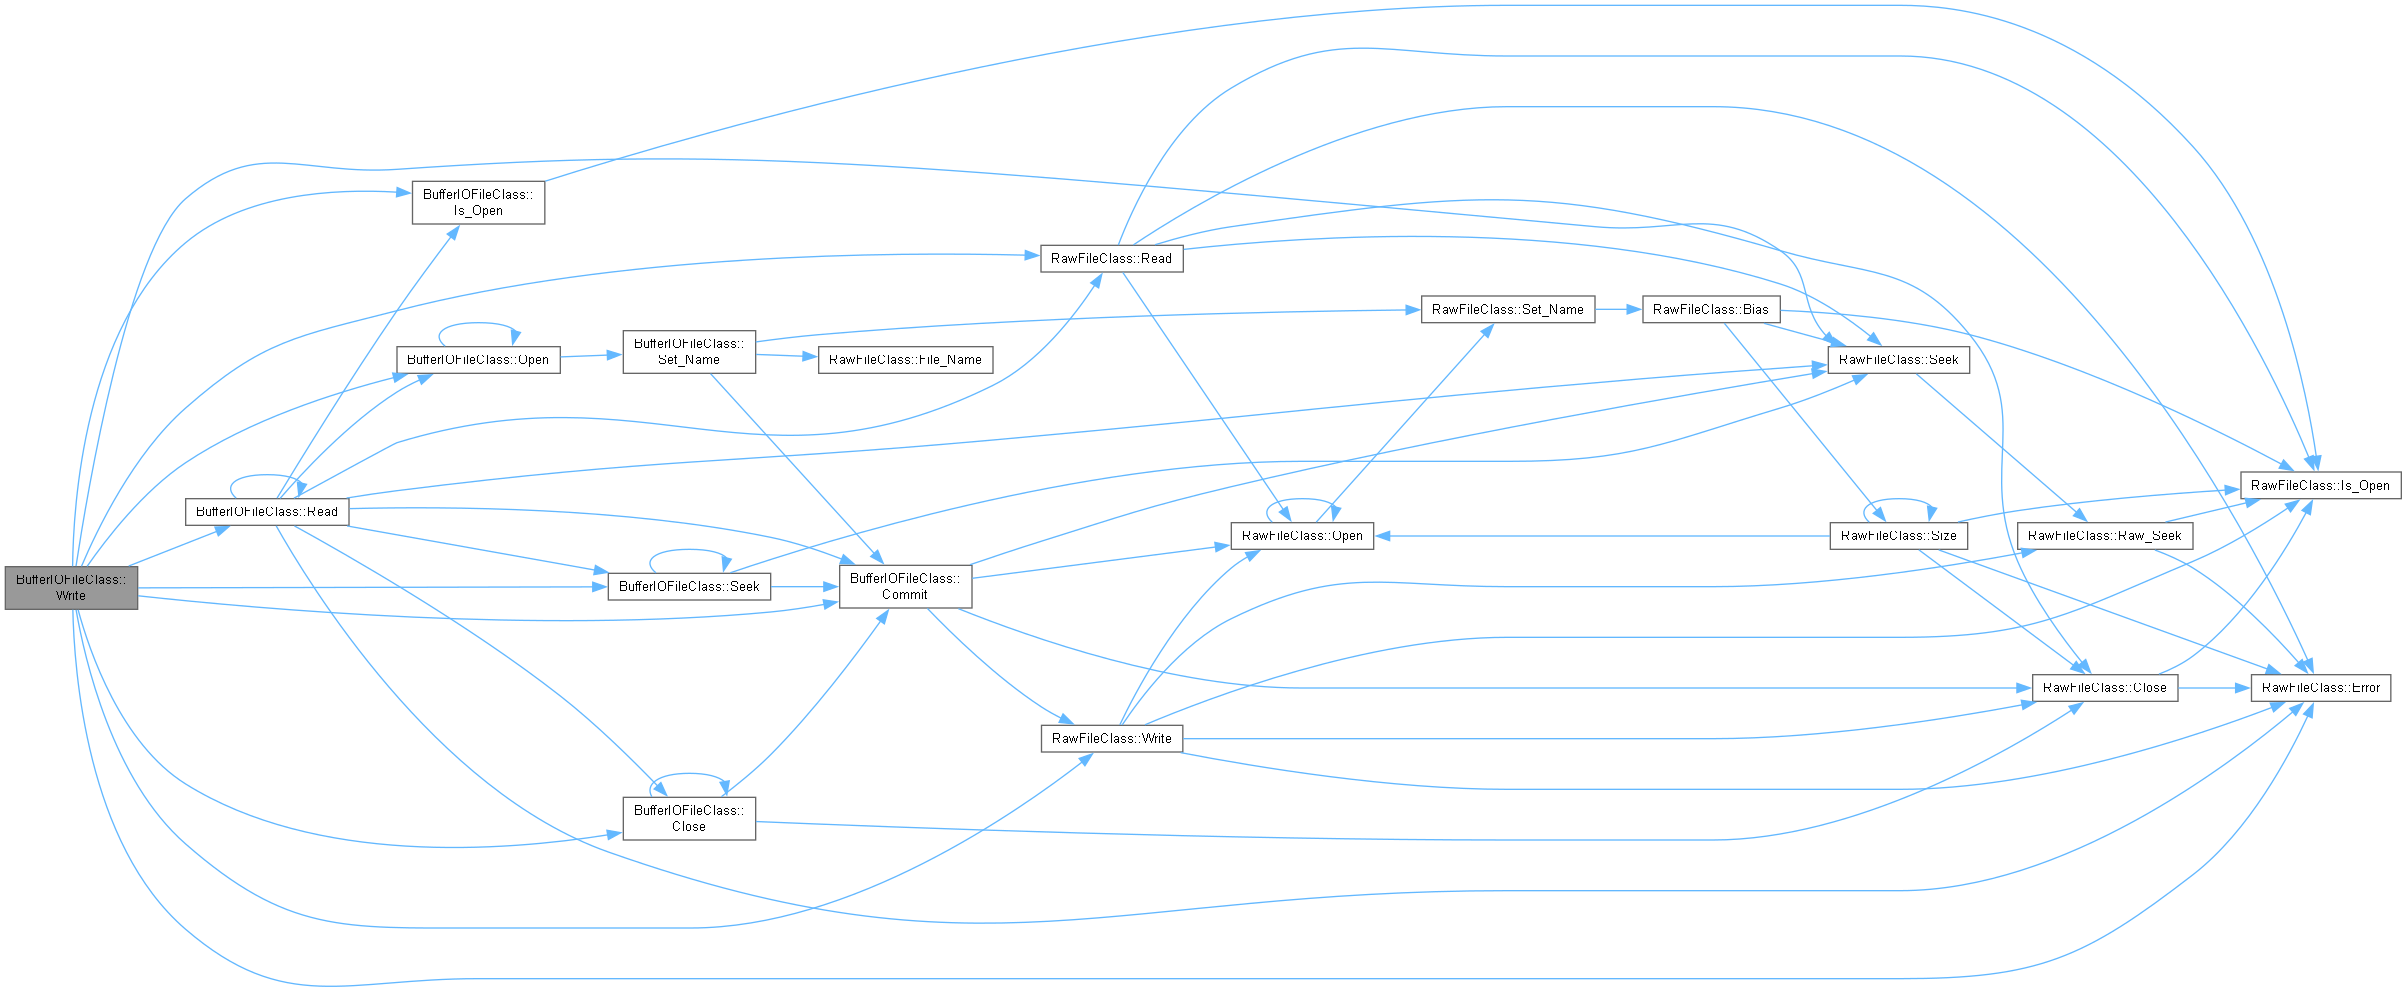 BufferIOFileClass::
Write
BufferIOFileClass::Read
BufferIOFileClass::
Is_Open
BufferIOFileClass::Open
BufferIOFileClass::Seek
BufferIOFileClass::
Close
BufferIOFileClass::
Set_Name
RawFileClass::File_Name
BufferIOFileClass::
Commit
RawFileClass::Read
RawFileClass::Write
RawFileClass::Open
RawFileClass::Set_Name
RawFileClass::Bias
RawFileClass::Seek
RawFileClass::Size
RawFileClass::Raw_Seek
RawFileClass::Close
RawFileClass::Is_Open
RawFileClass::Error